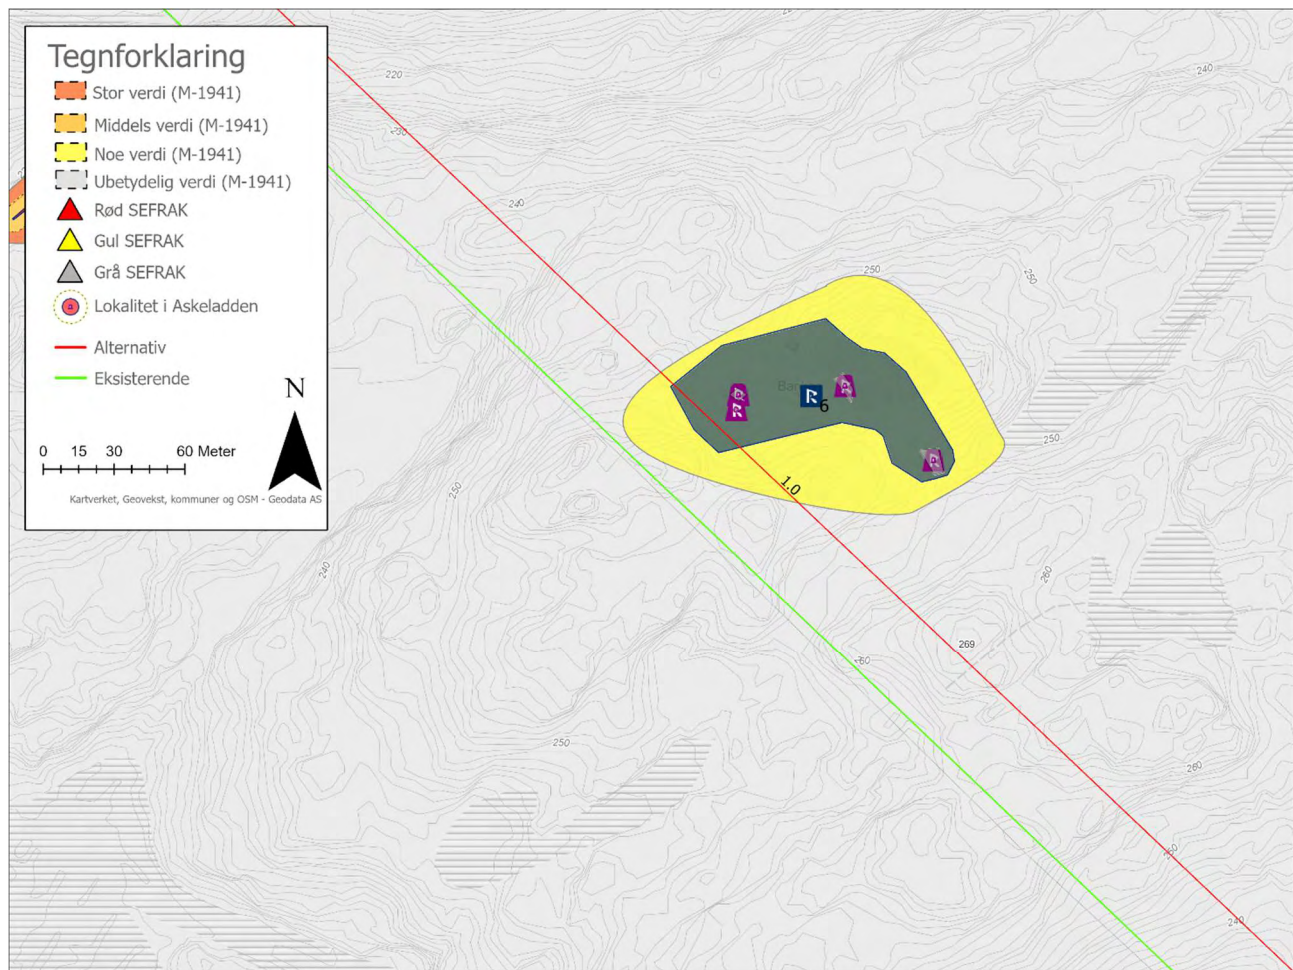 Tegnforklaring
Stor verdi (M-1941)
Middels verdi (M-1941)
Noe verdi (M-1941)
Ubetydelig verdi (M-1941)
Rød SEFRAK
Gul SEFRAK
Grå SEFRAK
Lokalitet i Askeladden
Alternativ
Eksisterende
N
0 15 30 60 Meter
Kartverket, Geovekst, kommuner og OSM - Geodata AS
220
240
230
240
250
250
R
R
6
250
250
1.0
240
260
269
260
250
260
240